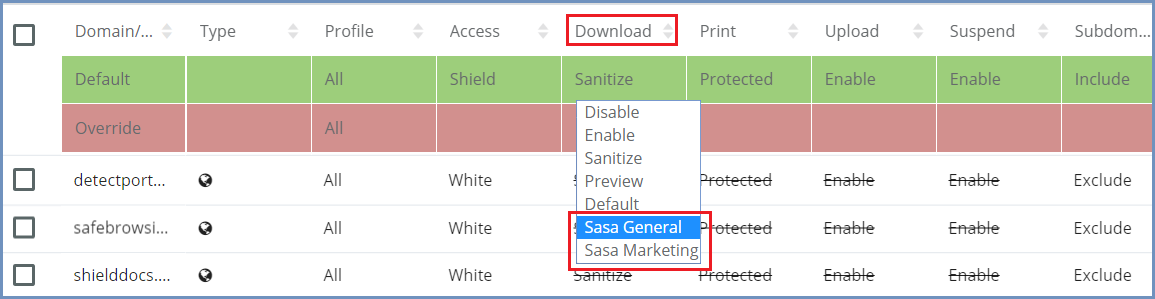 Domain/... Type Profile Access Download Print Upload Suspend Subdom...
Default All Shield Sanitize Protected Enable Enable Include
Override All
Disable
Enable
Sanitize
Preview
Default
Sasa General
Sasa Marketing
detectport... All White Protected Enable Enable Exclude
safebrowsi... All White Protected Enable Enable Exclude
shielddocs.... All White Sanitize Protected Enable Enable Exclude